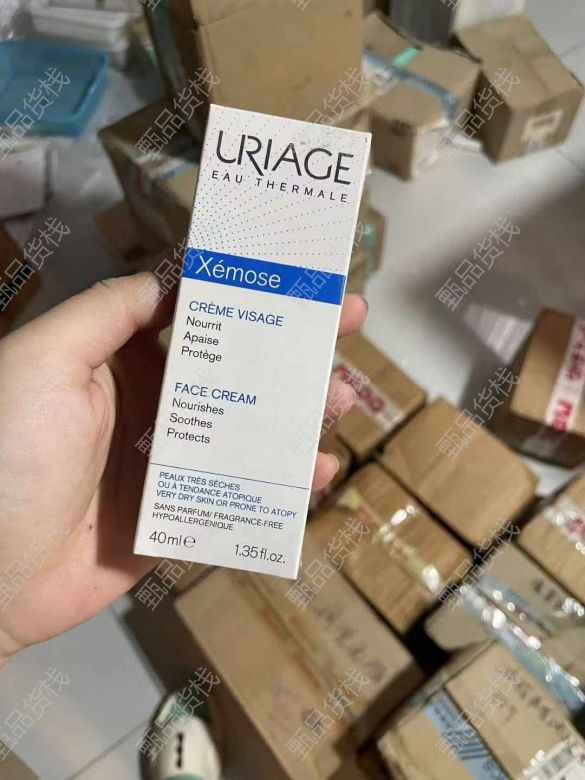 URIAGE
EAU THERMALE
Xémose
CRÈME VISAGE
Nourrit
Apaise
Protège
FACE CREAM
Nourishes
Soothes
Protects
PEAUX TRÈS SÈCHES
OU À TENDANCE ATOPIQUE
VERY DRY SKIN OR PRONE TO ATOPY
SANS PARFUM/ FRAGRANCE-FREE
HYPOALLERGÉNIQUE
40ml℮ 1.35fl.oz.
甄品货栈